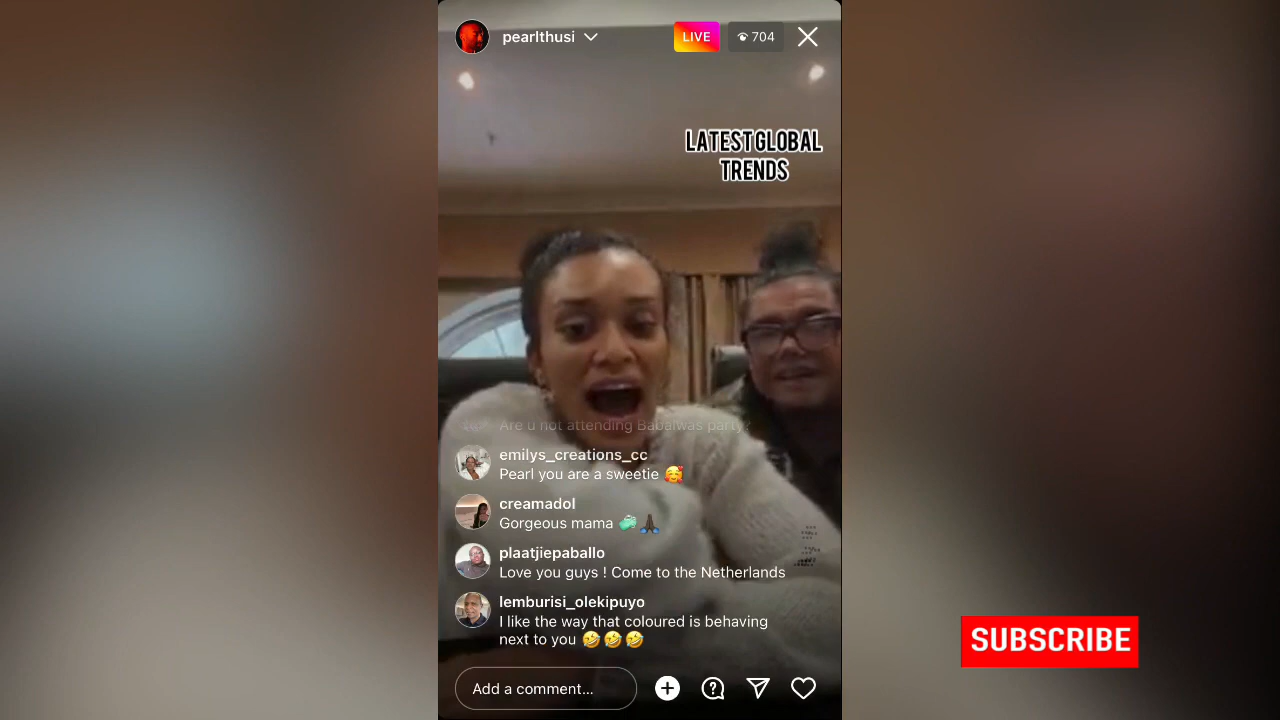 pearlthusi
LIVE
704
LATEST GLOBAL
TRENDS
Are u not attending Babalwas party?
emilys_creations_cc
Pearl you are a sweetie 🥰
creamadol
Gorgeous mama 🧼🙏🏿
plaatjiepaballo
Love you guys ! Come to the Netherlands
lemburisi_olekipuyo
I like the way that coloured is behaving
next to you 🤣🤣🤣
SUBSCRIBE
Add a comment...